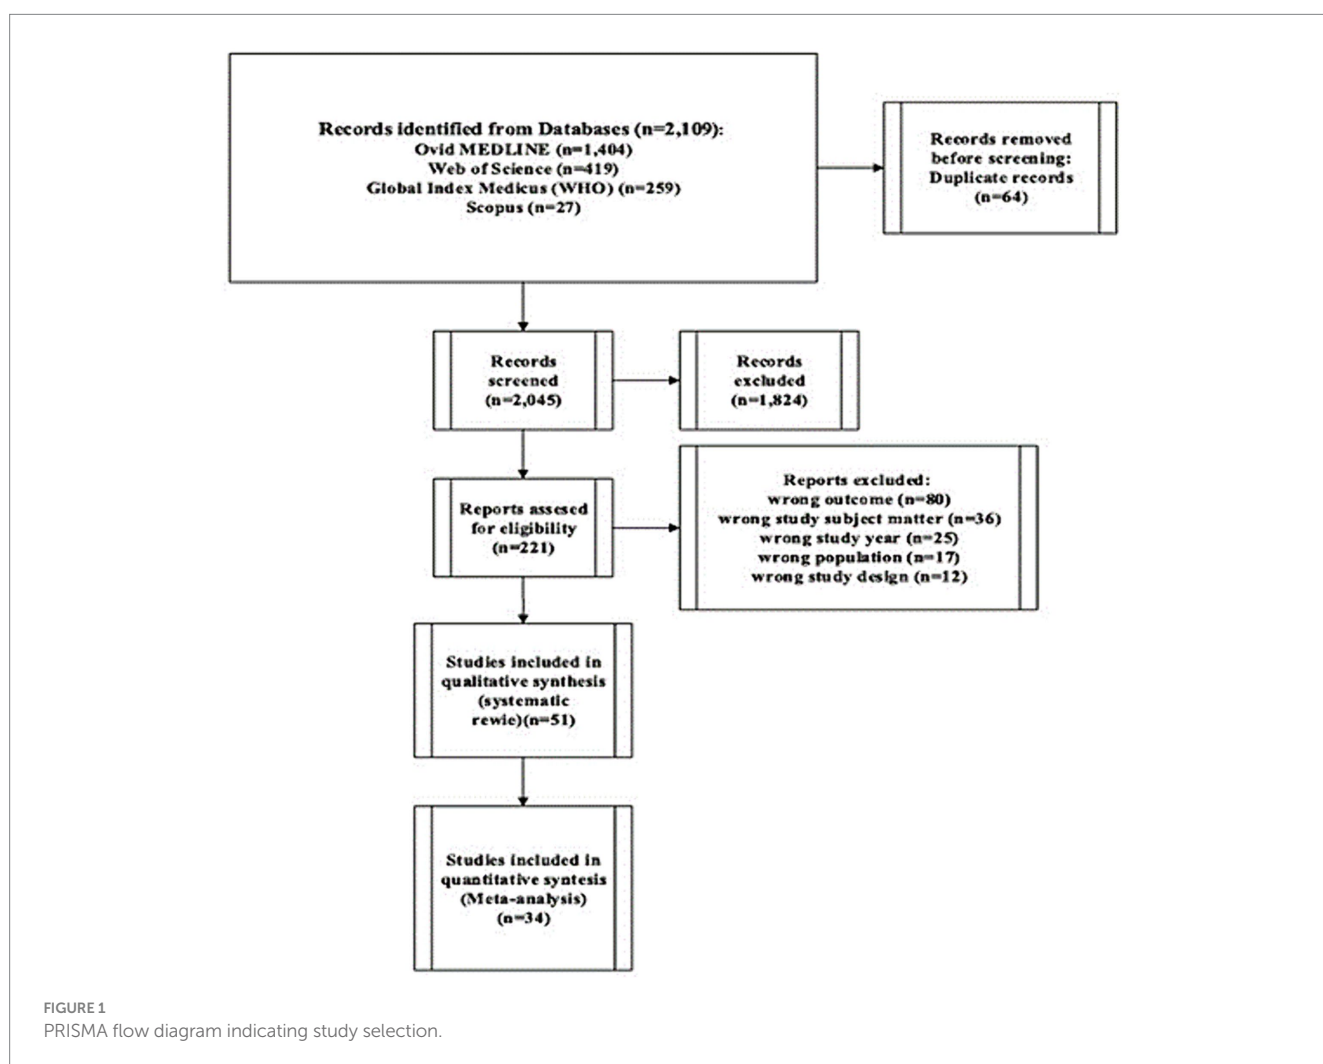 Records identified from Databases (n=2,109):
Ovid MEDLINE (n=1,404)
Web of Science (n=419)
Global Index Medicus (WHO) (n=259)
Scopus (n=27)
Records removed
before screening:
Duplicate records
(n=64)
Records
screened
(n=2,045)
Records
excluded
(n=1,824)
Reports assesed
for eligibility
(n=221)
Reports excluded:
wrong outcome (n=80)
wrong study subject matter (n=36)
wrong study year (n=25)
wrong population (n=17)
wrong study design (n=12)
Studies included in
qualitative synthesis
(systematic
rewie)(n=51)
Studies included in
quantitative syntesis
(Meta-analysis)
(n=34)
FIGURE 1
PRISMA flow diagram indicating study selection.